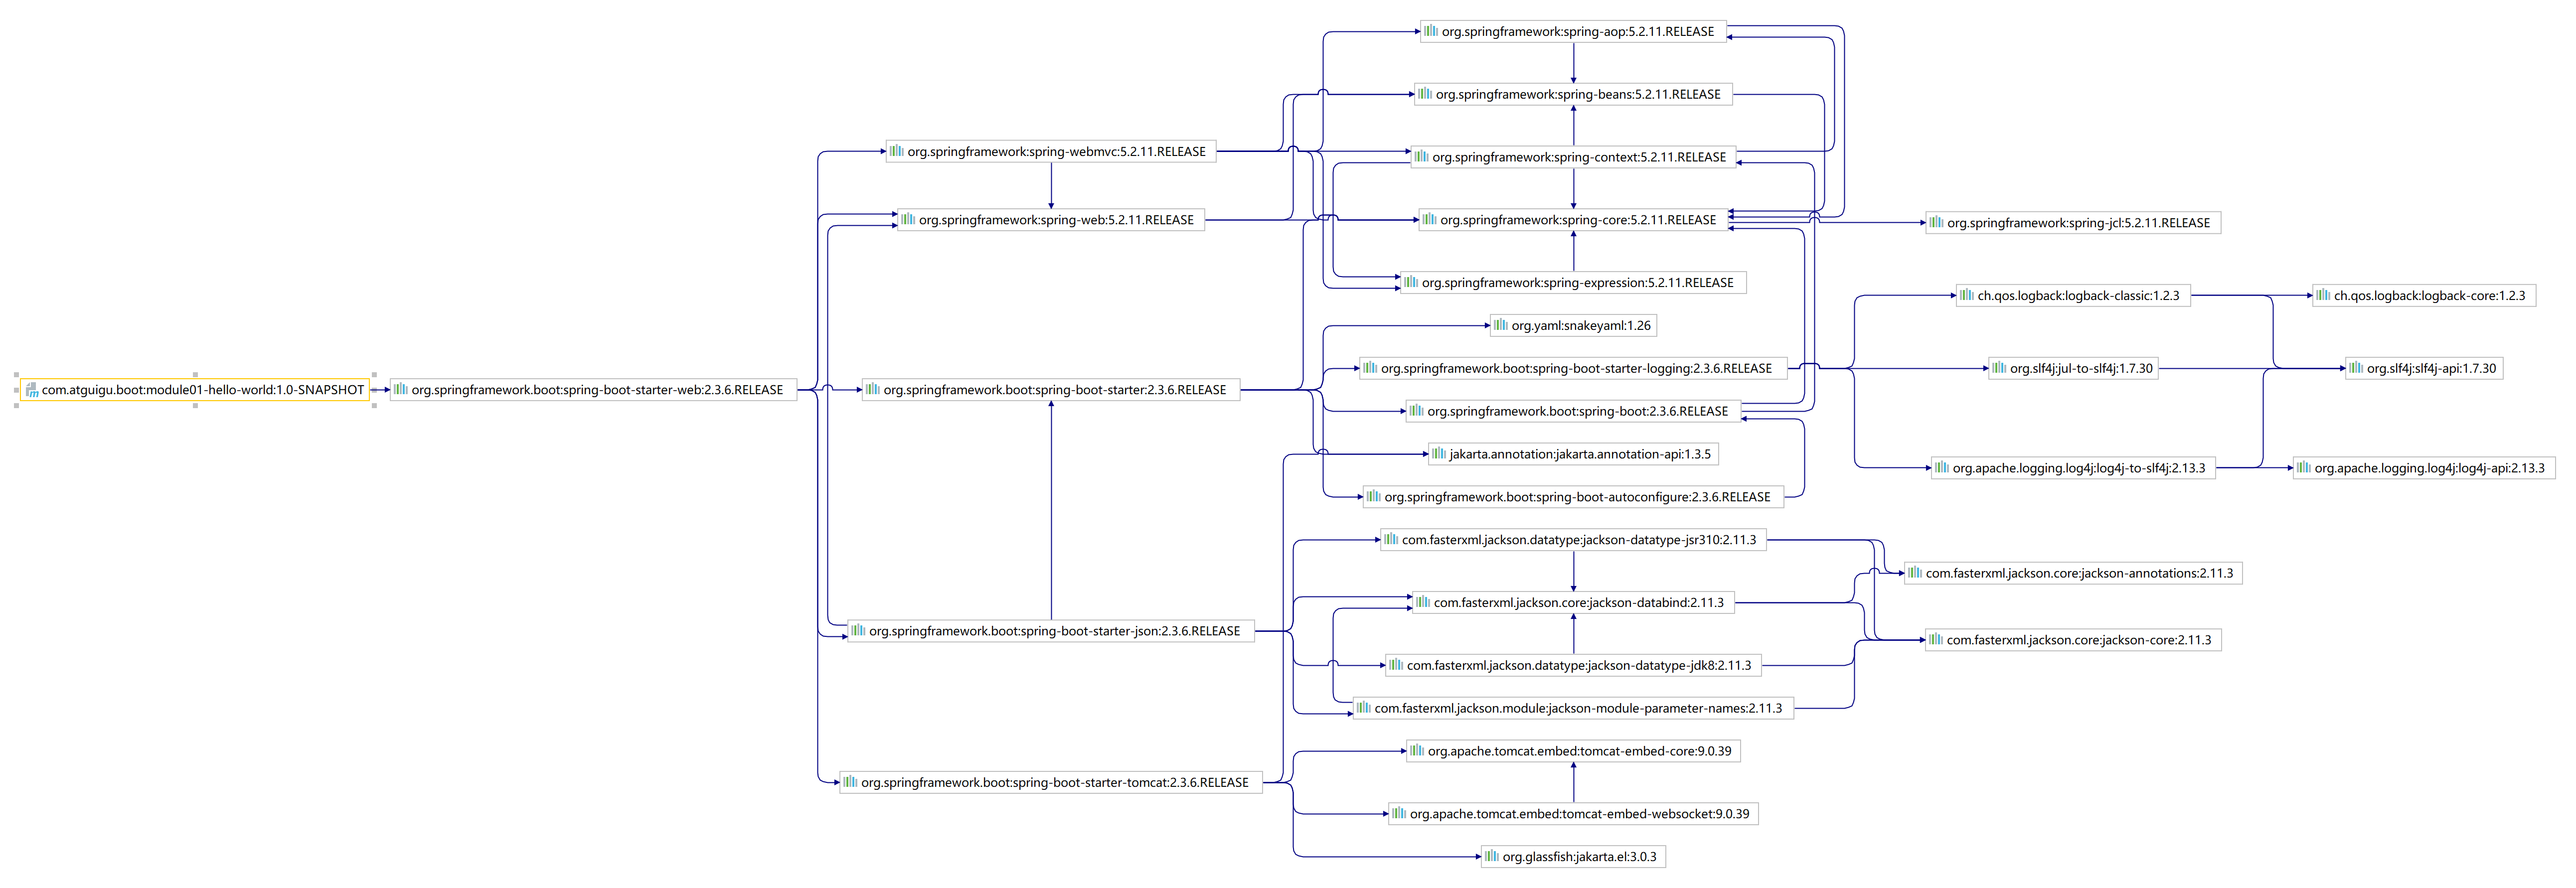 org.springframework:spring-aop:5.2.11.RELEASE
org.springframework:spring-beans:5.2.11.RELEASE
org.springframework:spring-webmvc:5.2.11.RELEASE
org.springframework:spring-context:5.2.11.RELEASE
org.springframework:spring-web:5.2.11.RELEASE
org.springframework:spring-core:5.2.11.RELEASE
org.springframework:spring-jcl:5.2.11.RELEASE
org.springframework:spring-expression:5.2.11.RELEASE
ch.qos.logback:logback-classic:1.2.3
ch.qos.logback:logback-core:1.2.3
org.yaml:snakeyaml:1.26
org.springframework.boot:spring-boot-starter-logging:2.3.6.RELEASE
org.slf4j:jul-to-slf4j:1.7.30
org.slf4j:slf4j-api:1.7.30
com.atguigu.boot:module01-hello-world:1.0-SNAPSHOT
org.springframework.boot:spring-boot-starter-web:2.3.6.RELEASE
org.springframework.boot:spring-boot-starter:2.3.6.RELEASE
org.springframework.boot:spring-boot:2.3.6.RELEASE
jakarta.annotation:jakarta.annotation-api:1.3.5
org.apache.logging.log4j:log4j-to-slf4j:2.13.3
org.apache.logging.log4j:log4j-api:2.13.3
org.springframework.boot:spring-boot-autoconfigure:2.3.6.RELEASE
com.fasterxml.jackson.datatype:jackson-datatype-jsr310:2.11.3
com.fasterxml.jackson.core:jackson-annotations:2.11.3
com.fasterxml.jackson.core:jackson-databind:2.11.3
org.springframework.boot:spring-boot-starter-json:2.3.6.RELEASE
com.fasterxml.jackson.core:jackson-core:2.11.3
com.fasterxml.jackson.datatype:jackson-datatype-jdk8:2.11.3
com.fasterxml.jackson.module:jackson-module-parameter-names:2.11.3
org.apache.tomcat.embed:tomcat-embed-core:9.0.39
org.springframework.boot:spring-boot-starter-tomcat:2.3.6.RELEASE
org.apache.tomcat.embed:tomcat-embed-websocket:9.0.39
org.glassfish:jakarta.el:3.0.3